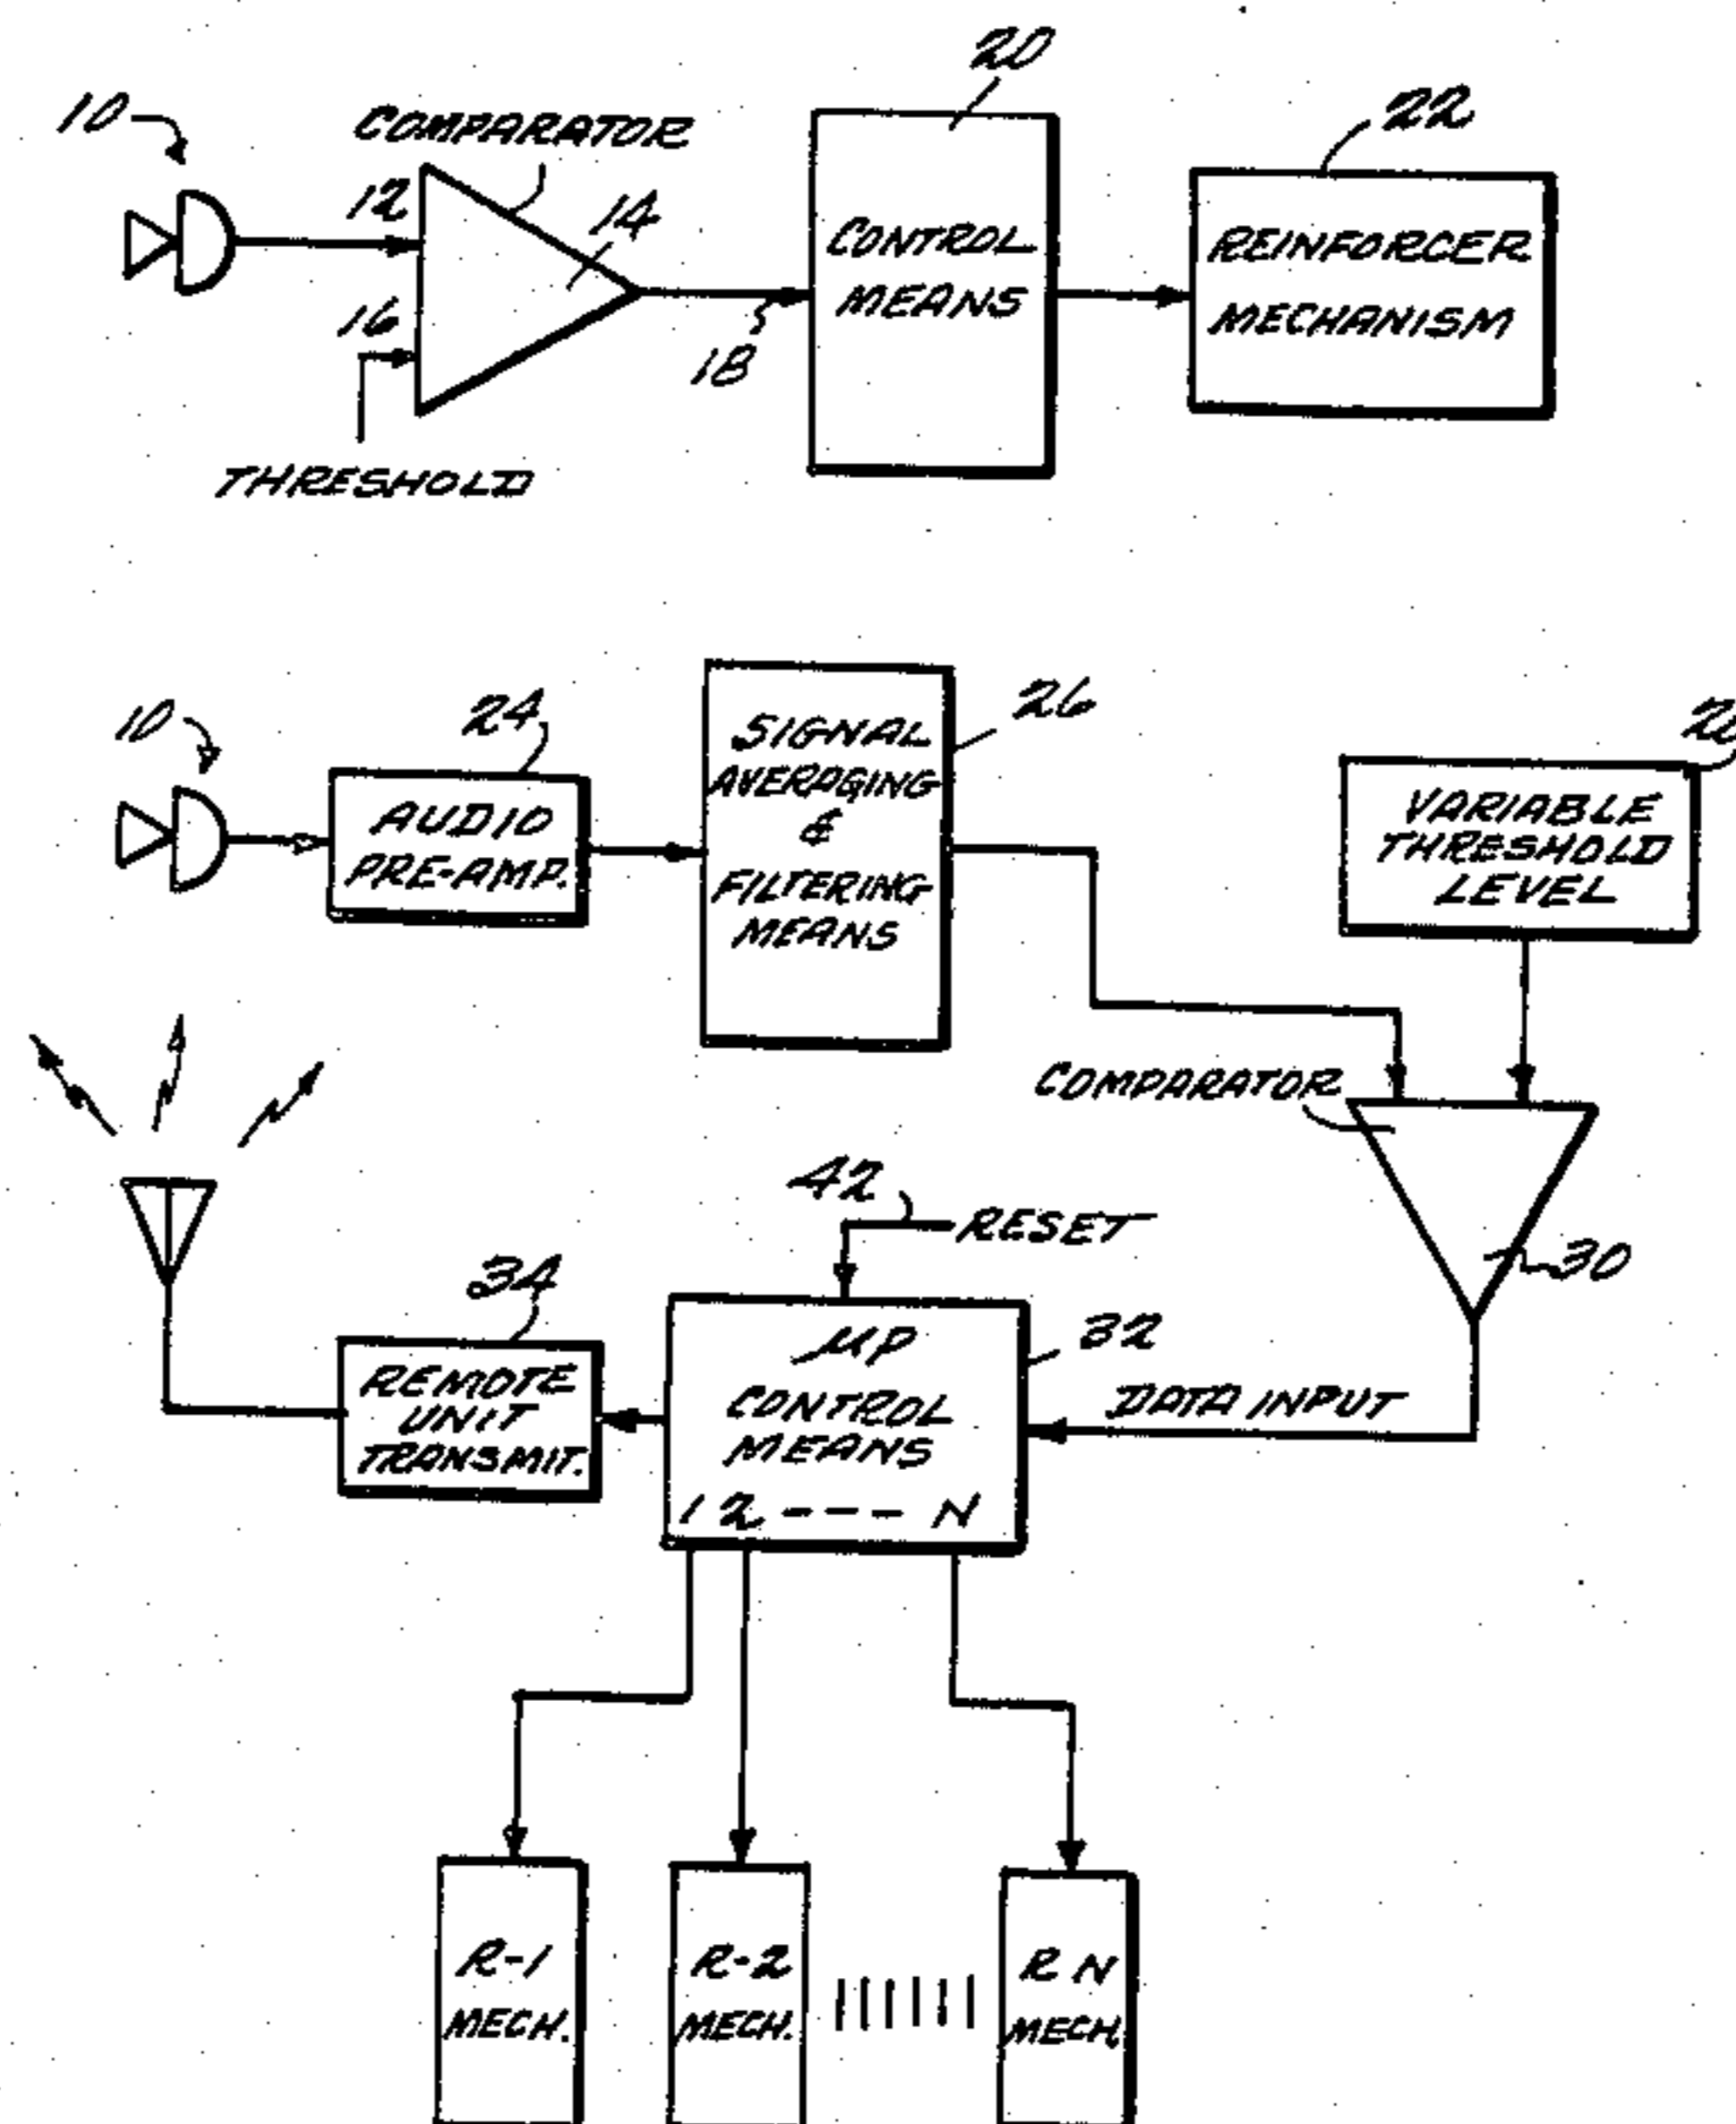 20
10
COMPARATOR
22
12
14
CONTROL
MEANS
REINFORCER
MECHANISM
16
18
THRESHOLD
10
24
SIGNAL
AVERAGING
&
FILTERING
MEANS
26
AUDIO
PRE-AMP.
VARIABLE
THRESHOLD
LEVEL
COMPARATOR
42
RESET
30
34
REMOTE
UNIT
TRANSMIT.
μP
CONTROL
MEANS
1 2 --- N
32
DATA INPUT
R-1
MECH.
R-2
MECH.
R N
MECH.